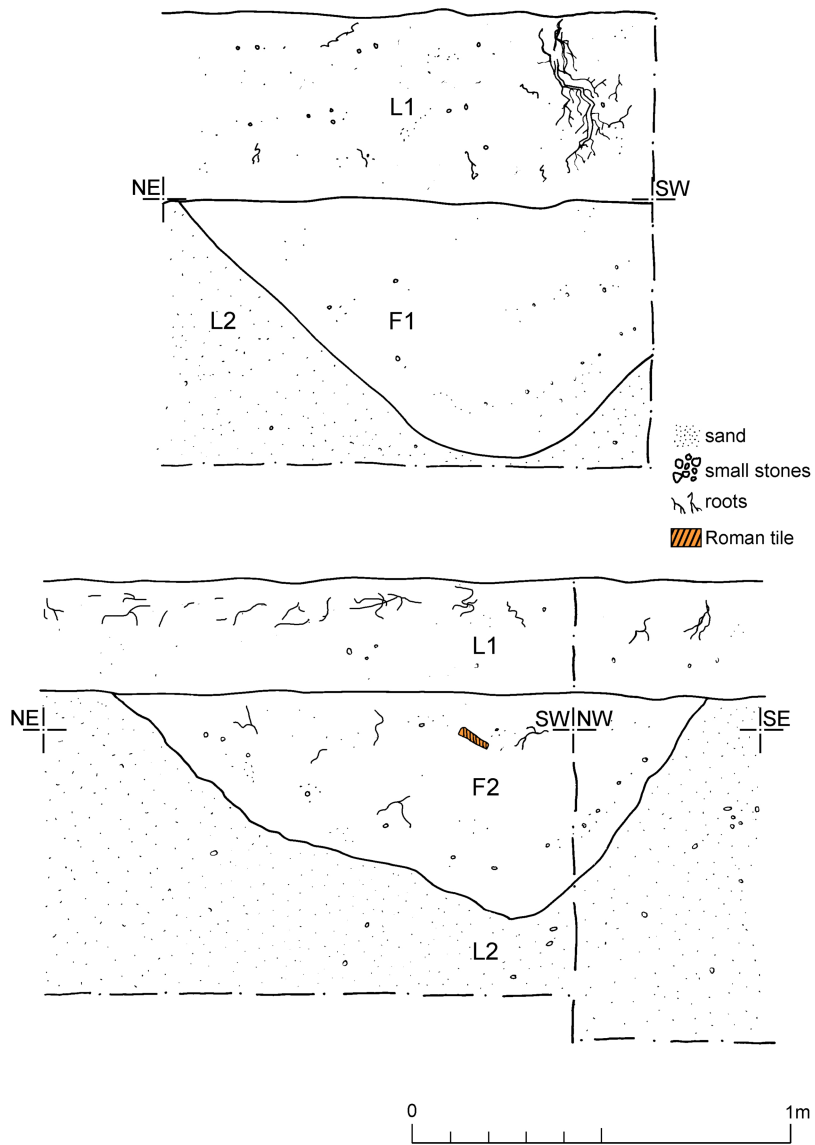 L1
NE
SW
L2
F1
sand
small stones
roots
Roman tile
L1
NE
SW NW
SE
F2
L2
0
1m